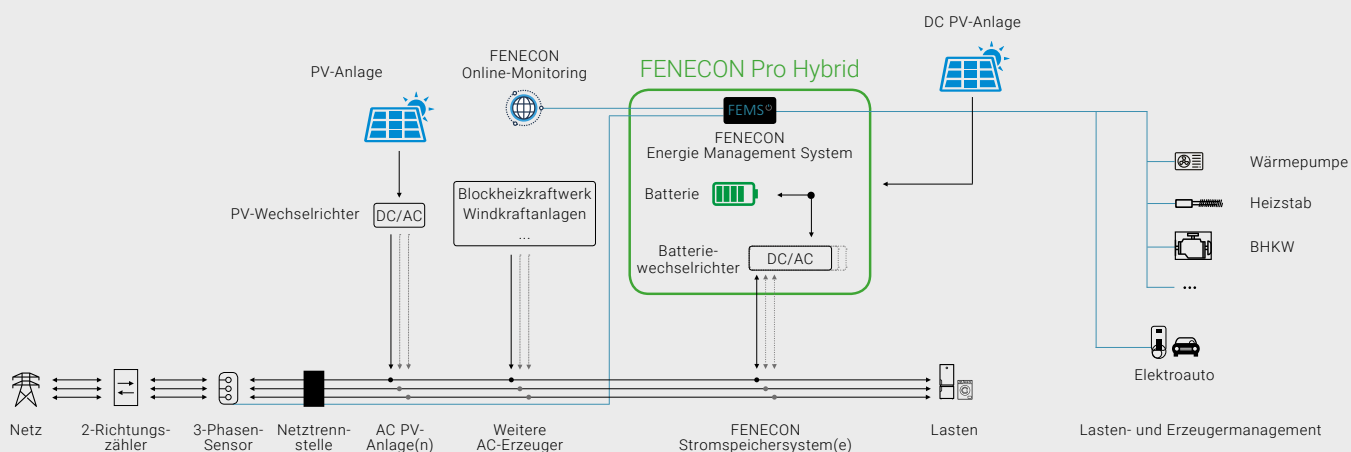 DC PV-Anlage
FENECON
Online-Monitoring
PV-Anlage
FENECON Pro Hybrid
FEMS
FENECON
Energie Management System
Wärmepumpe
Batterie
Blockheizkraftwerk
Windkraftanlagen
...
Heizstab
PV-Wechselrichter
DC/AC
BHKW
Batterie-
wechselrichter
DC/AC
...
Elektroauto
Netz
2-Richtungs-
zähler
3-Phasen-
Sensor
Netztrenn-
stelle
AC PV-
Anlage(n)
Weitere
AC-Erzeuger
FENECON
Stromspeichersystem(e)
Lasten
Lasten- und Erzeugermanagement